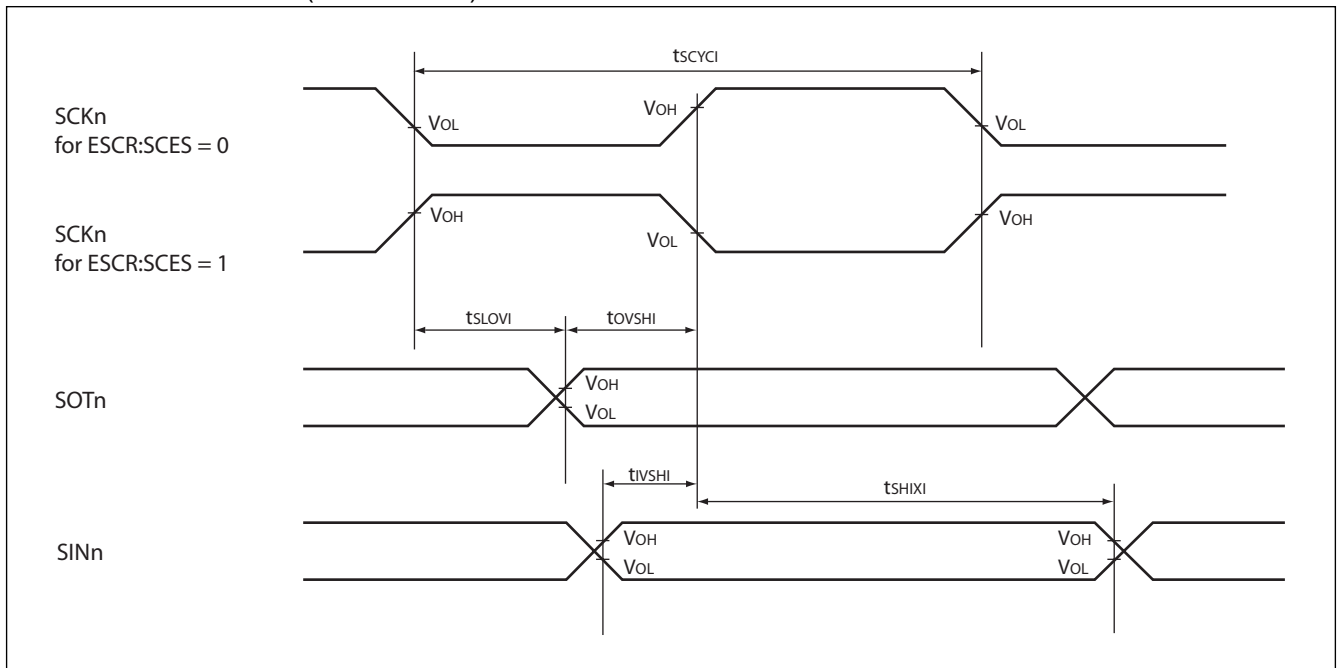 tSCYCI
SCKn
for ESCR:SCES = 0
VOL
VOH
VOL
SCKn
for ESCR:SCES = 1
VOH
VOL
VOH
tSLOVI
tOVSHI
SOTn
VOH
VOL
tIVSHI
tSHIXI
SINn
VOH
VOL
VOH
VOL